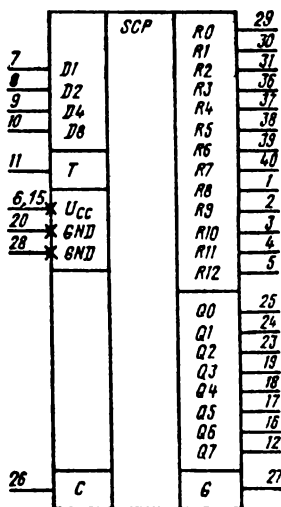 SCP
7 D1
8 D2
9 D4
10 D8
11 T
6,15 UCC
20 GND
28 GND
26 C
R0 29
R1 30
R2 31
R3 36
R4 37
R5 38
R6 39
R7 40
R8 1
R9 2
R10 3
R11 4
R12 5
Q0 25
Q1 24
Q2 23
Q3 19
Q4 18
Q5 17
Q6 16
Q7 12
G 27